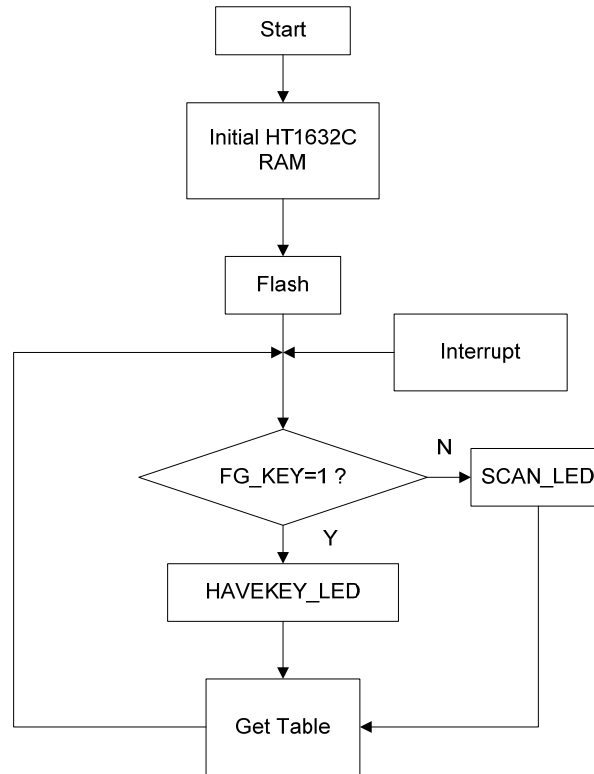 Start
Initial HT1632C
RAM
Flash
Interrupt
FG_KEY=1 ?
N
SCAN_LED
Y
HAVEKEY_LED
Get Table